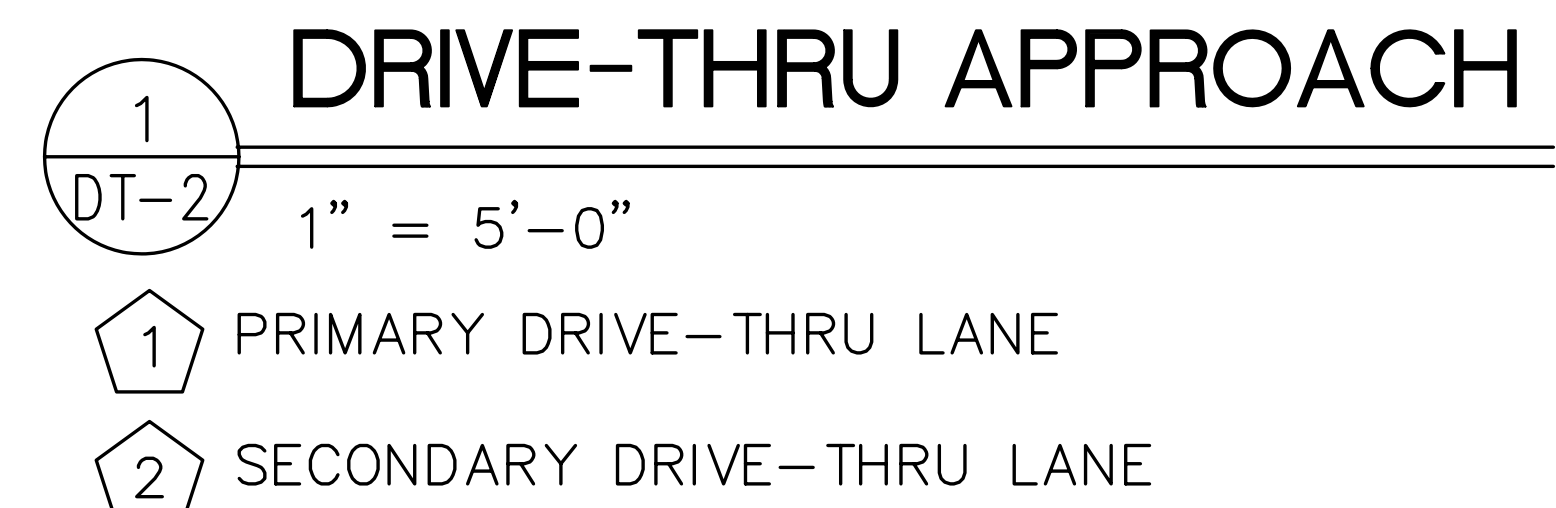 DRIVE-THRU APPROACH
1
DT-2
1" = 5'-0"
1 PRIMARY DRIVE-THRU LANE
2 SECONDARY DRIVE-THRU LANE